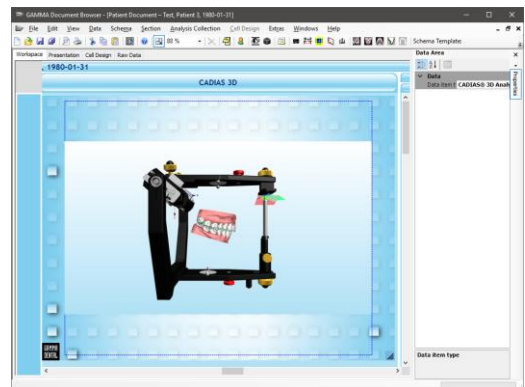 GAMMA Document Browser - [Patient Document - Test, Patient 3, 1980-01-31]
File Edit View Data Schema Section Analysis Collection Cell Design Extras Windows Help
Schema Template:
Workspace Presentation Cell Design Raw Data
Data Area
1980-01-31
CADIAS 3D
Data
Data Item t CADIAS® 3D Anal
Properties
GAMMA
DENTAL
Data item type